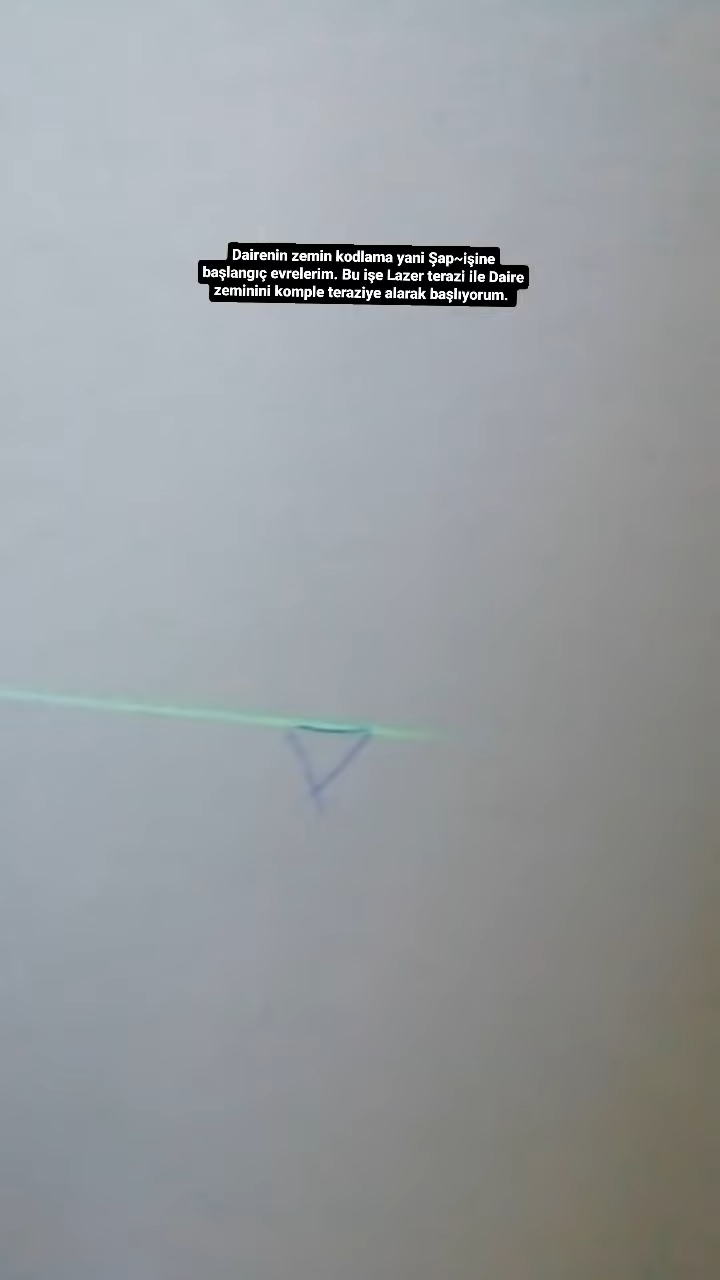 Dairenin zemin kodlama yani Şap~işine
başlangıç evrelerim. Bu işe Lazer terazi ile Daire
zeminini komple teraziye alarak başlıyorum.